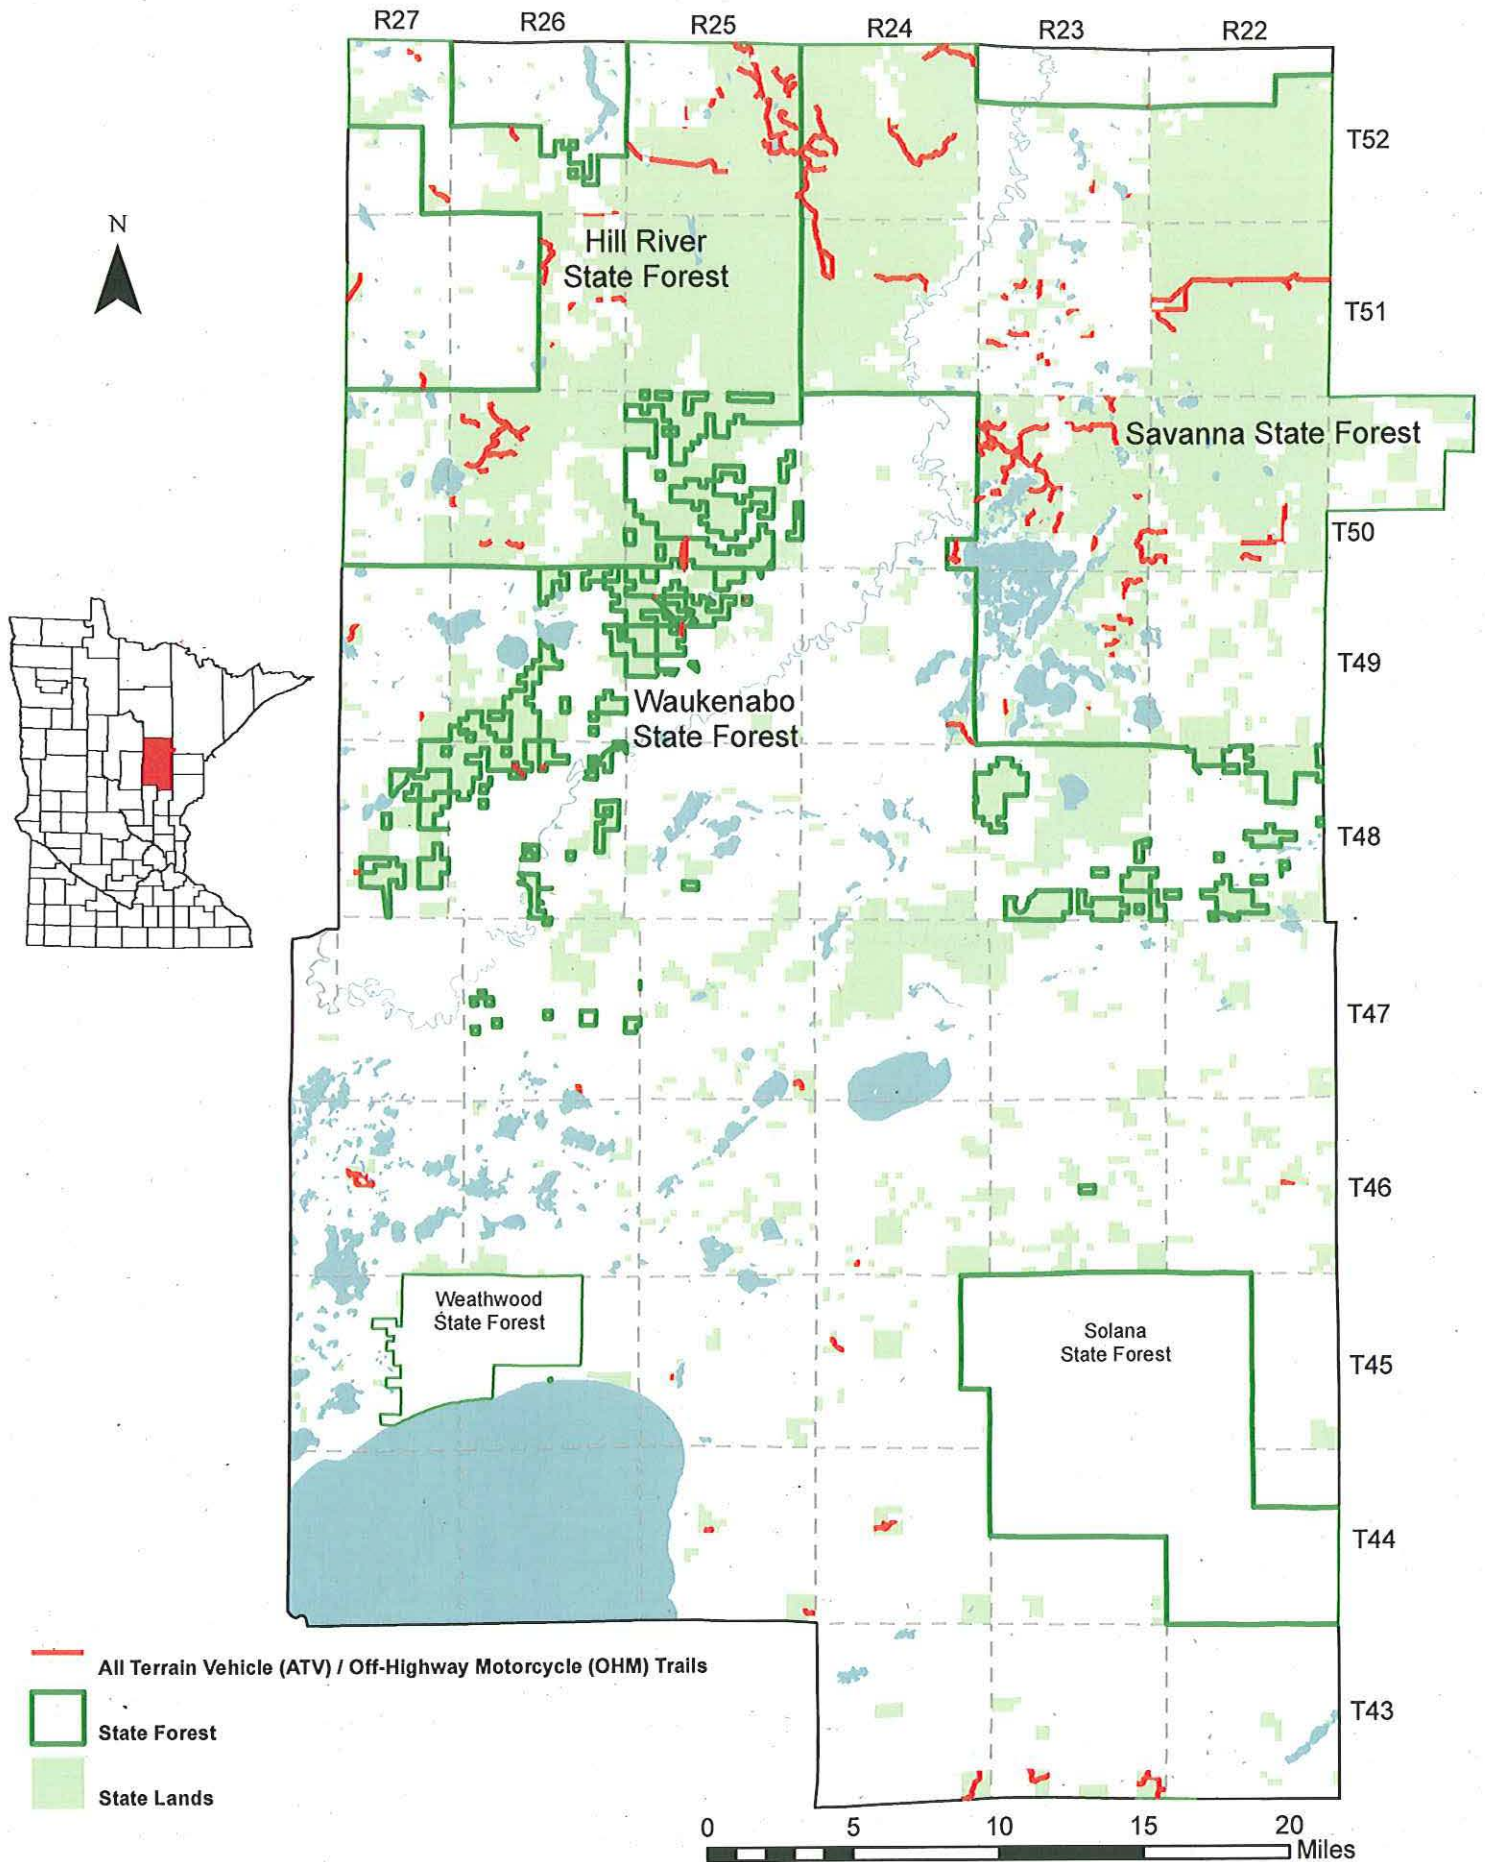 R27
R26
R25
R24
R23
R22
T52
N
Hill River
State Forest
T51
Savanna State Forest
T50
T49
Waukenabo
State Forest
T48
T47
T46
Weathwood
State Forest
Solana
State Forest
T45
T44
All Terrain Vehicle (ATV) / Off-Highway Motorcycle (OHM) Trails
State Forest
T43
State Lands
0 5 10 15 20
Miles